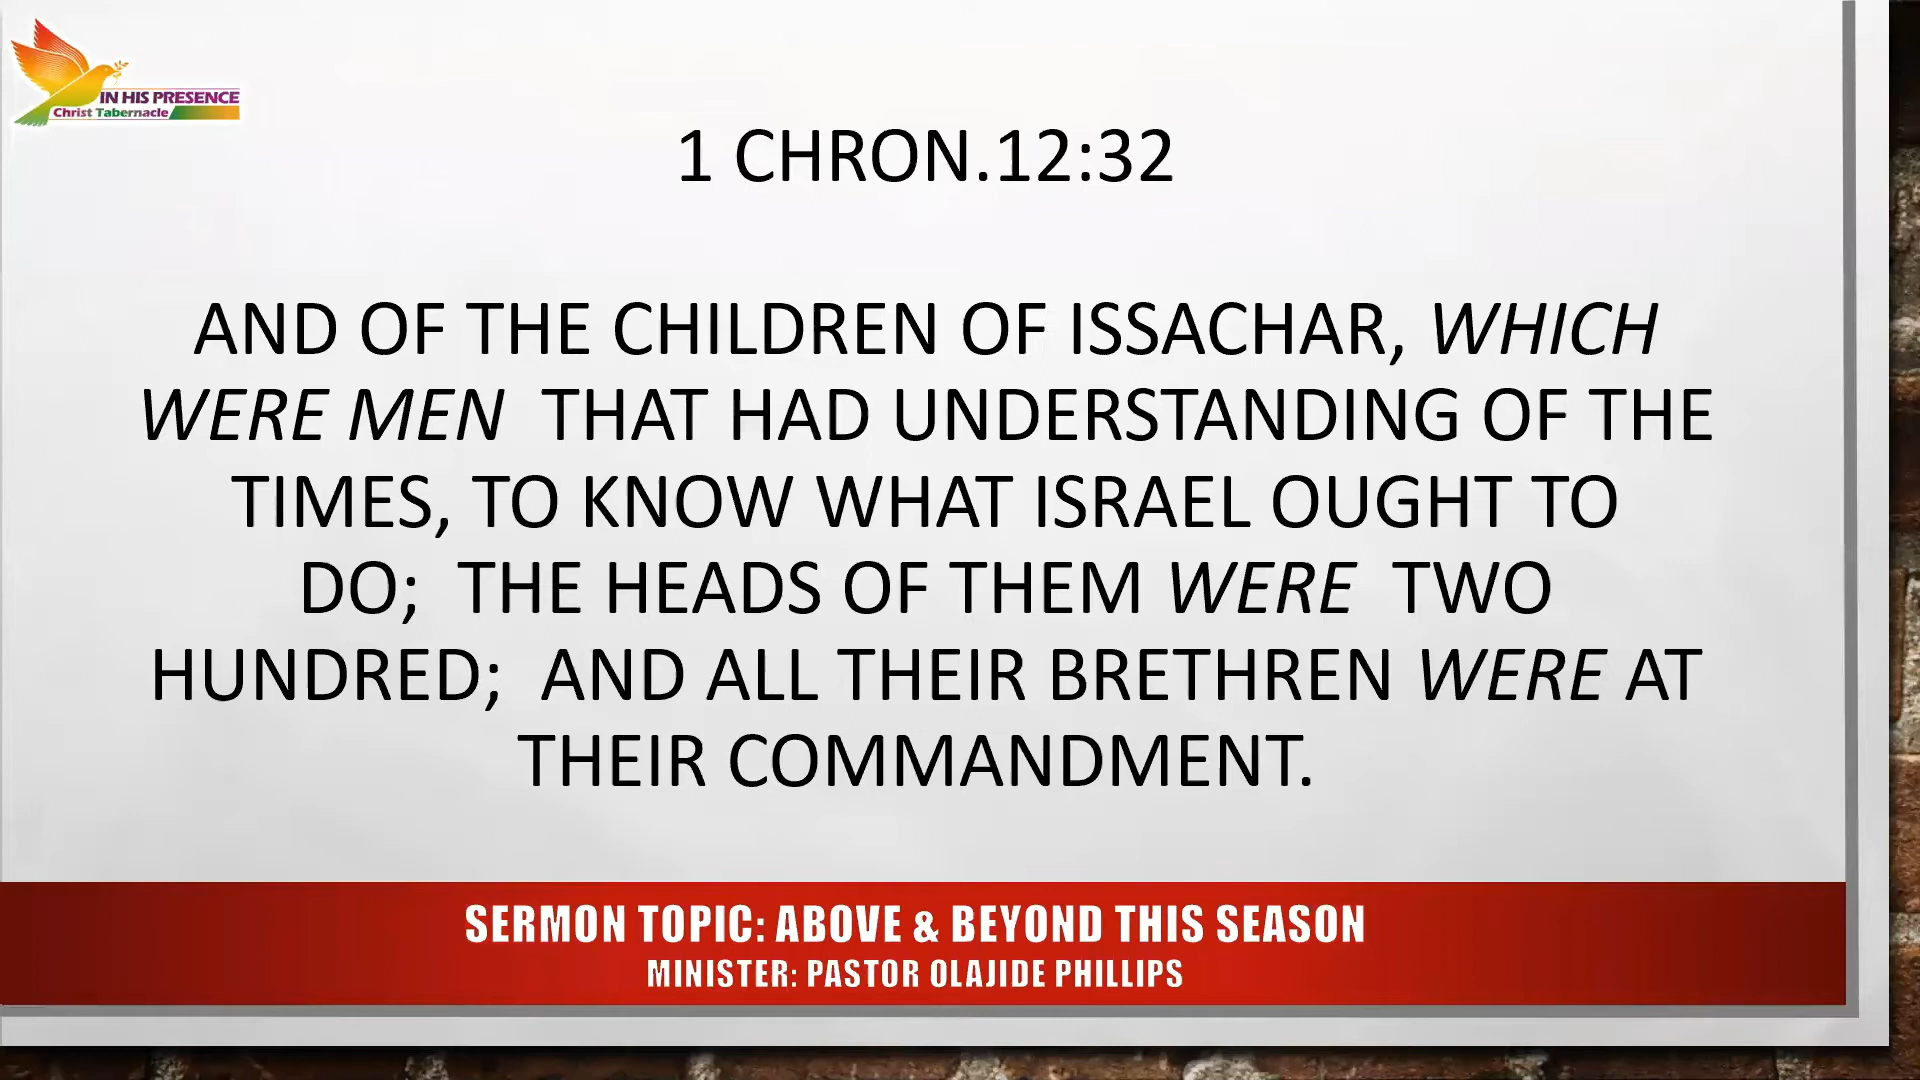 IN HIS PRESENCE
Christ Tabernacle
1 CHRON.12:32
AND OF THE CHILDREN OF ISSACHAR, WHICH
WERE MEN THAT HAD UNDERSTANDING OF THE
TIMES, TO KNOW WHAT ISRAEL OUGHT TO
DO; THE HEADS OF THEM WERE TWO
HUNDRED; AND ALL THEIR BRETHREN WERE AT
THEIR COMMANDMENT.
SERMON TOPIC: ABOVE & BEYOND THIS SEASON
MINISTER: PASTOR OLAJIDE PHILLIPS